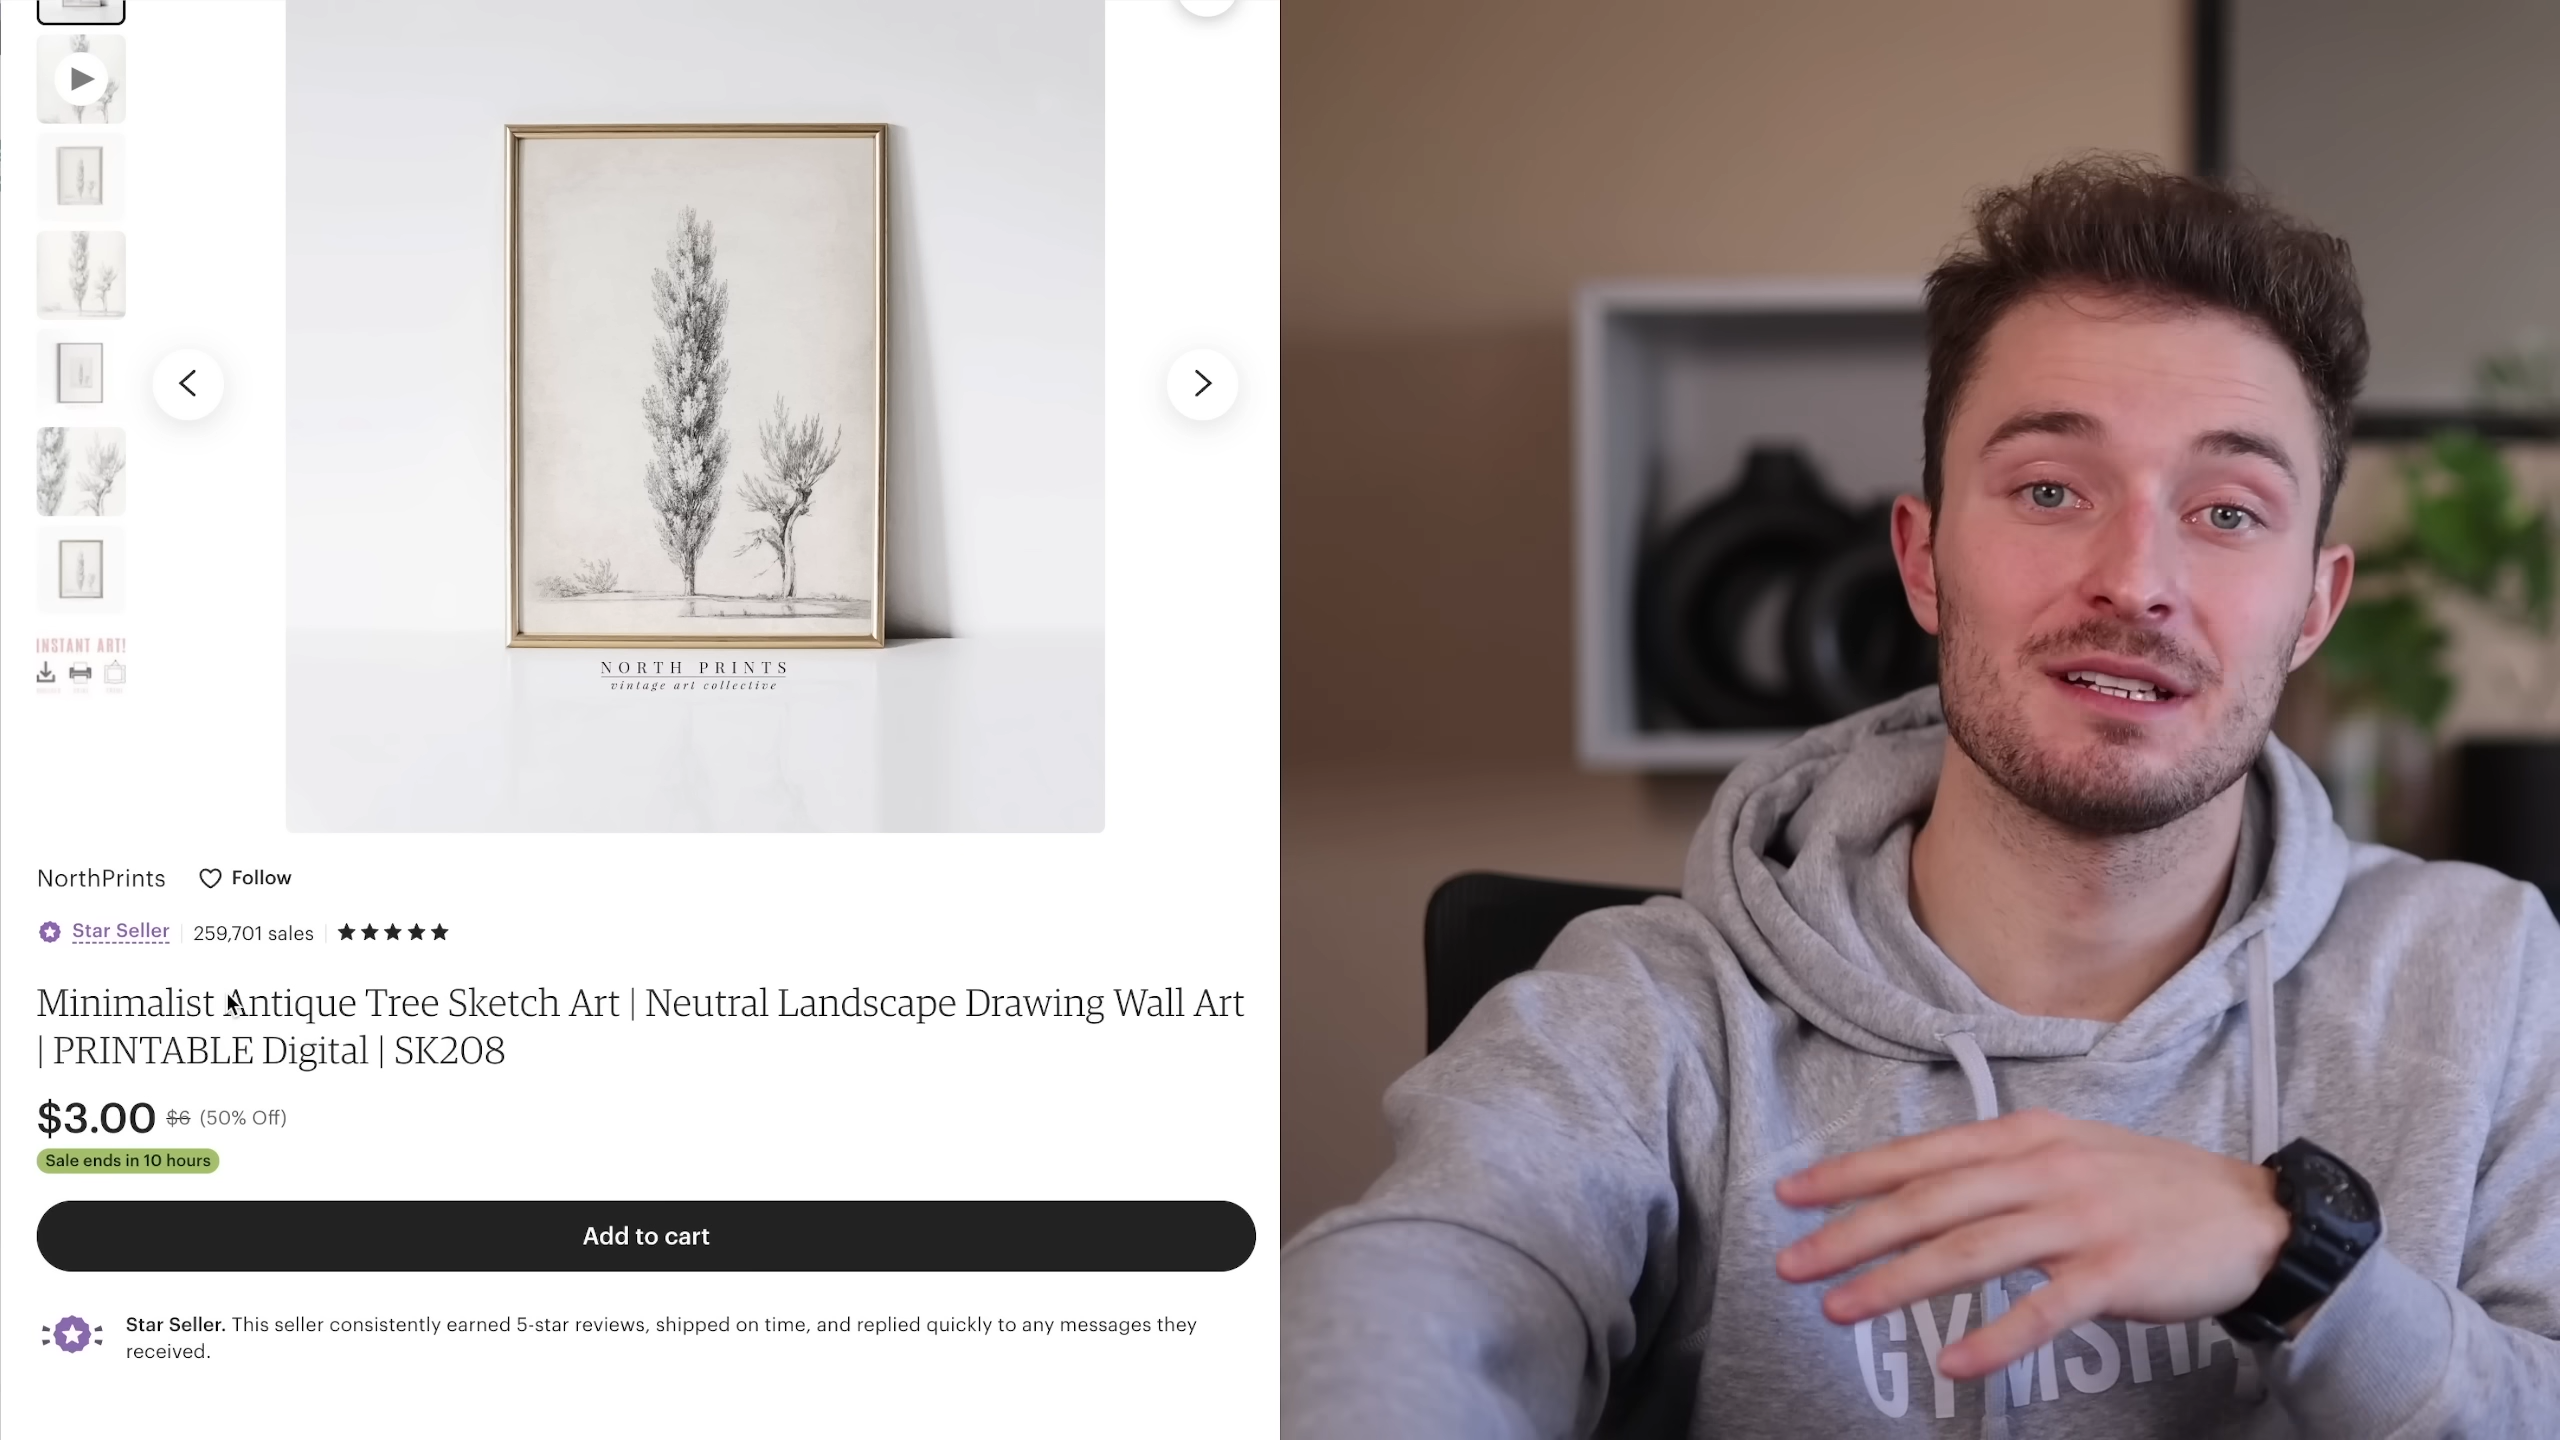 INSTANT ART!
NORTH PRINTS
vintage art collective
NorthPrints
Follow
Star Seller
259,701 sales
Minimalist Antique Tree Sketch Art | Neutral Landscape Drawing Wall Art
| PRINTABLE Digital | SK208
$3.00 $6 (50% Off)
Sale ends in 10 hours
Add to cart
Star Seller. This seller consistently earned 5-star reviews, shipped on time, and replied quickly to any messages they
received.